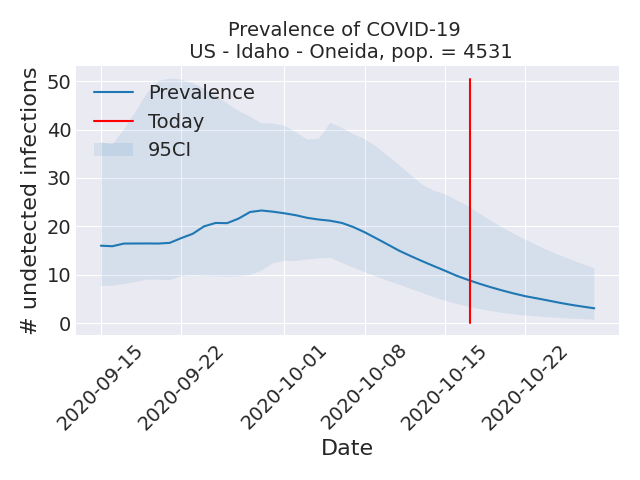 Prevalence of COVID-19
US - Idaho - Oneida, pop. = 4531
# undetected infections
50
40
30
20
10
0
Prevalence
Today
95CI
2020-09-15
2020-09-22
2020-10-01
2020-10-08
2020-10-15
2020-10-22
Date